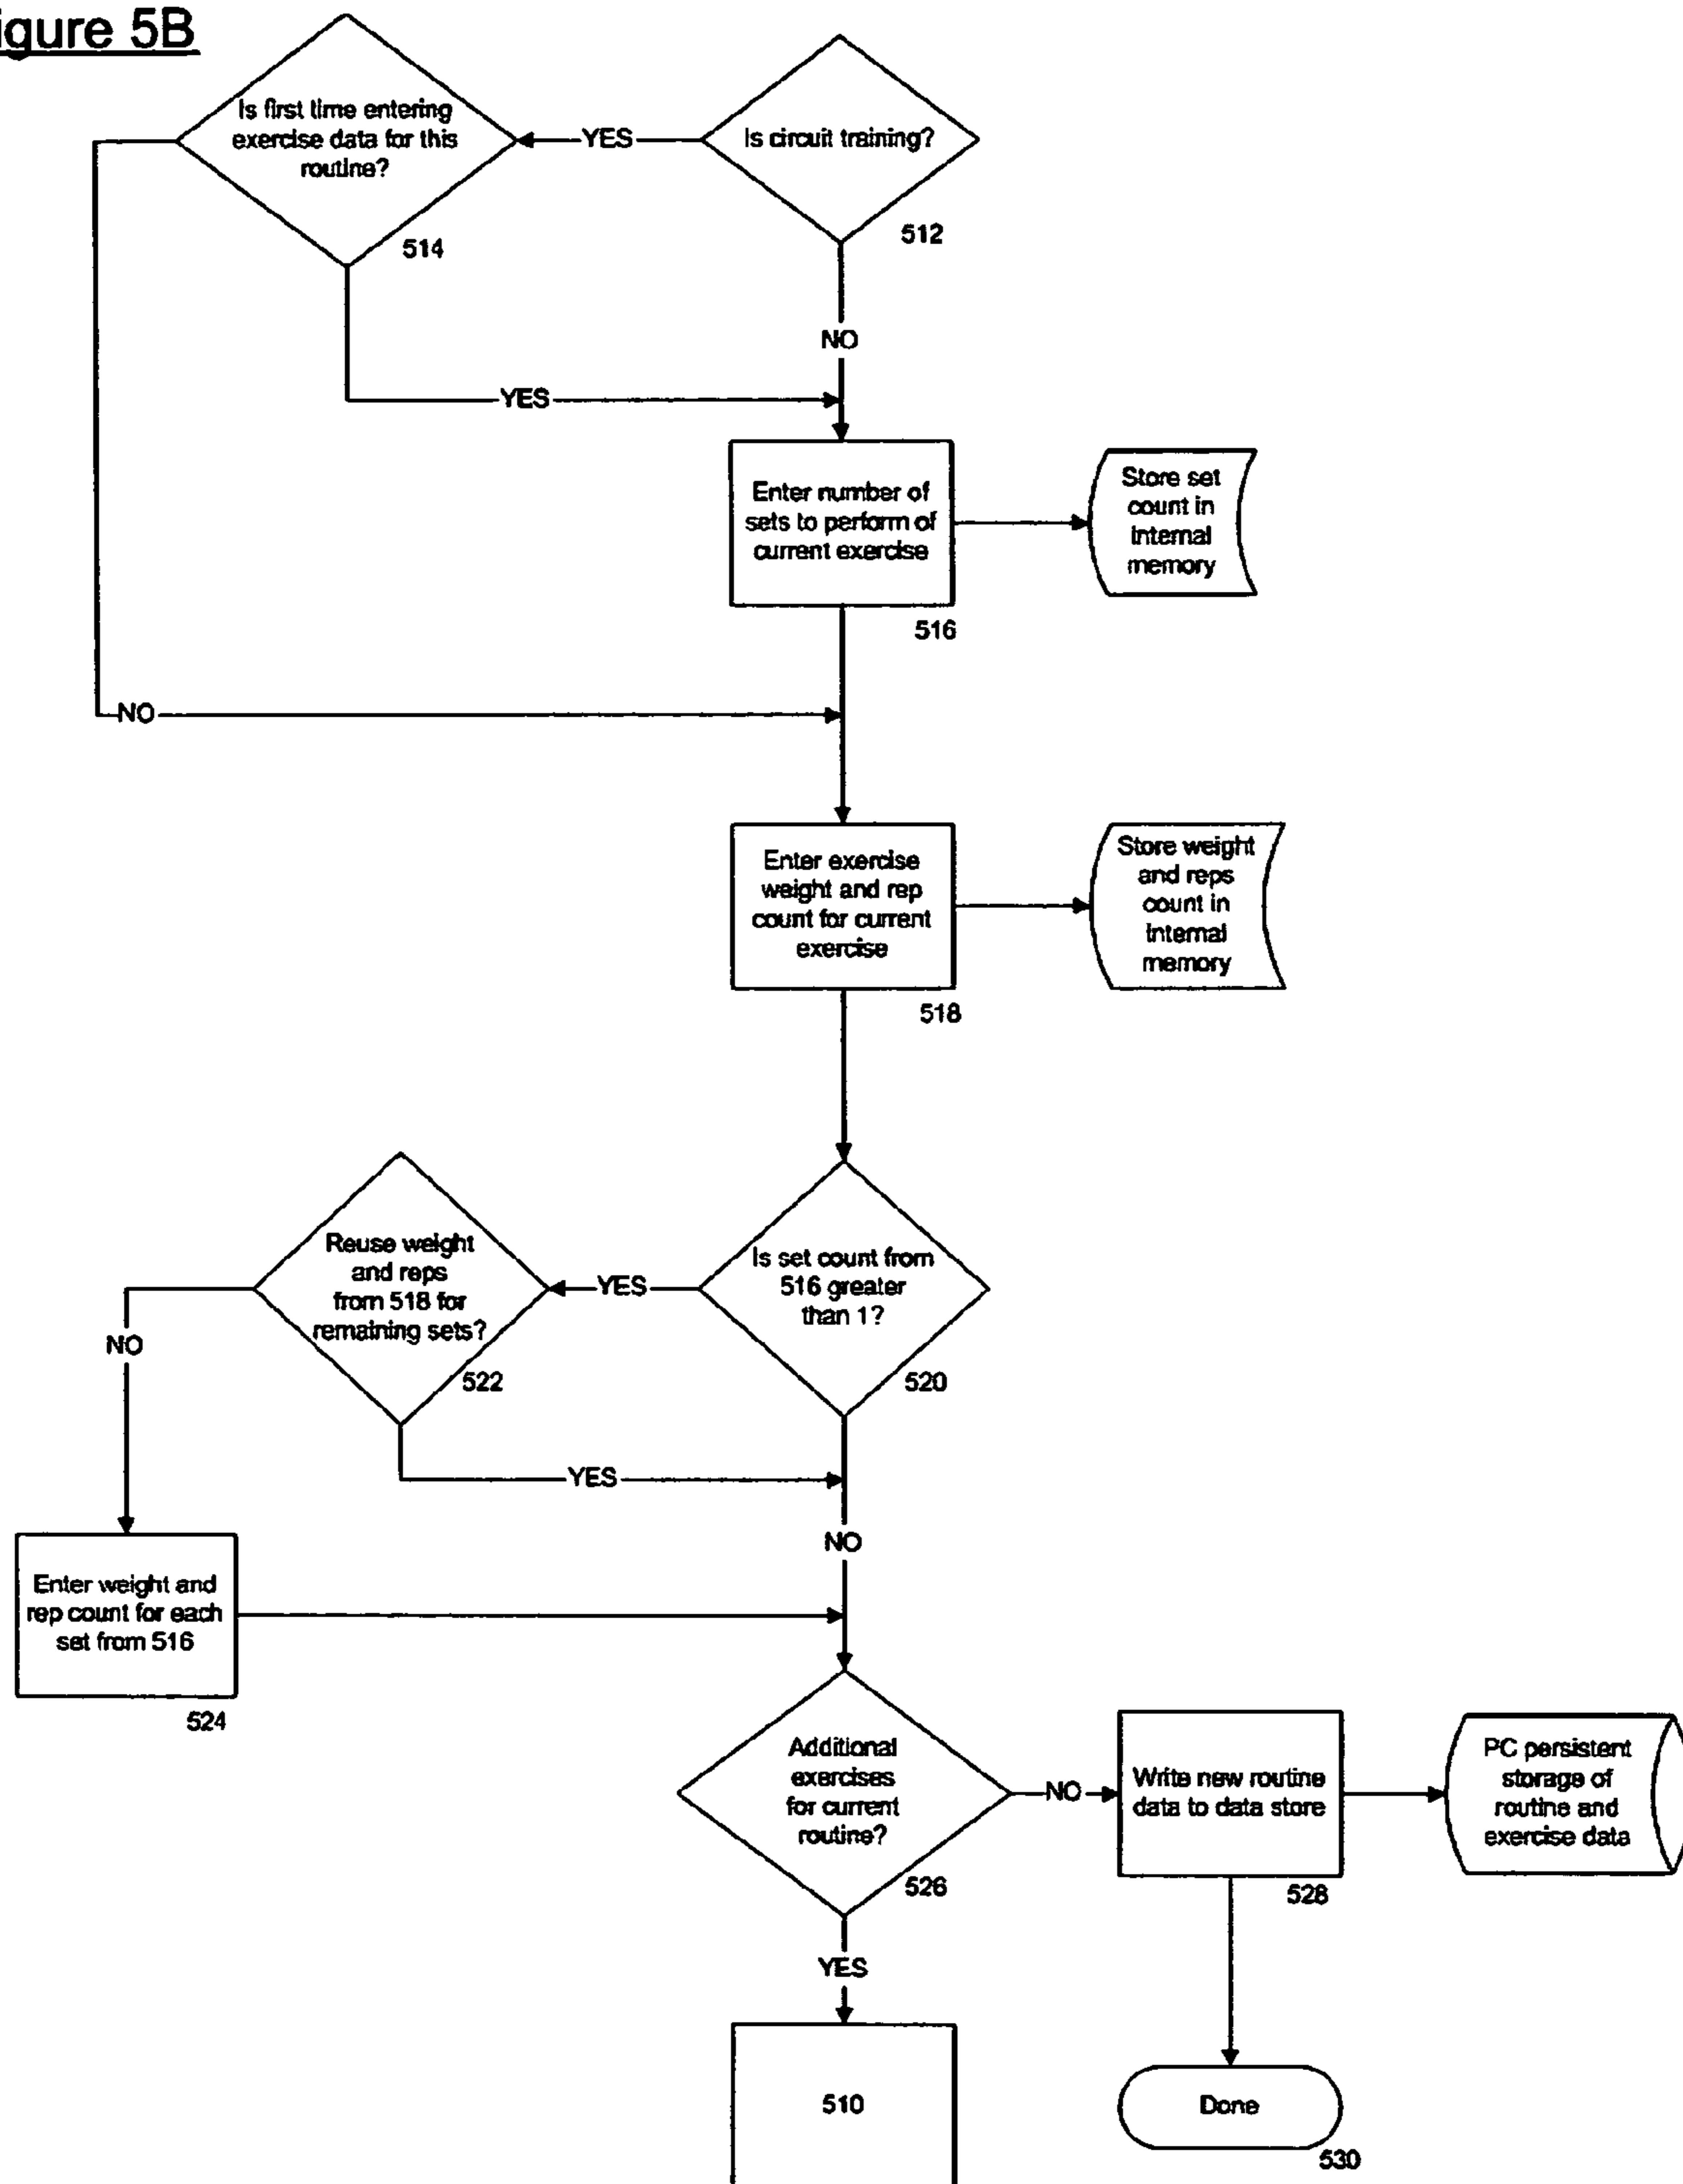 igure 5B
Is first time entering
exercise data for this
routine?
514
YES
Is circuit training?
512
NO
YES
Enter number of
sets to perform of
current exercise
516
Store set
count in
internal
memory
NO
Enter exercise
weight and rep
count for current
exercise
518
Store weight
and reps
count in
internal
memory
Reuse weight
and reps
from 518 for
remaining sets?
522
YES
Is set count from
516 greater
than 1?
520
NO
YES
NO
Enter weight and
rep count for each
set from 516
524
Additional
exercises
for current
routine?
526
NO
Write new routine
data to data store
528
PC persistent
storage of
routine and
exercise data
YES
510
Done
530